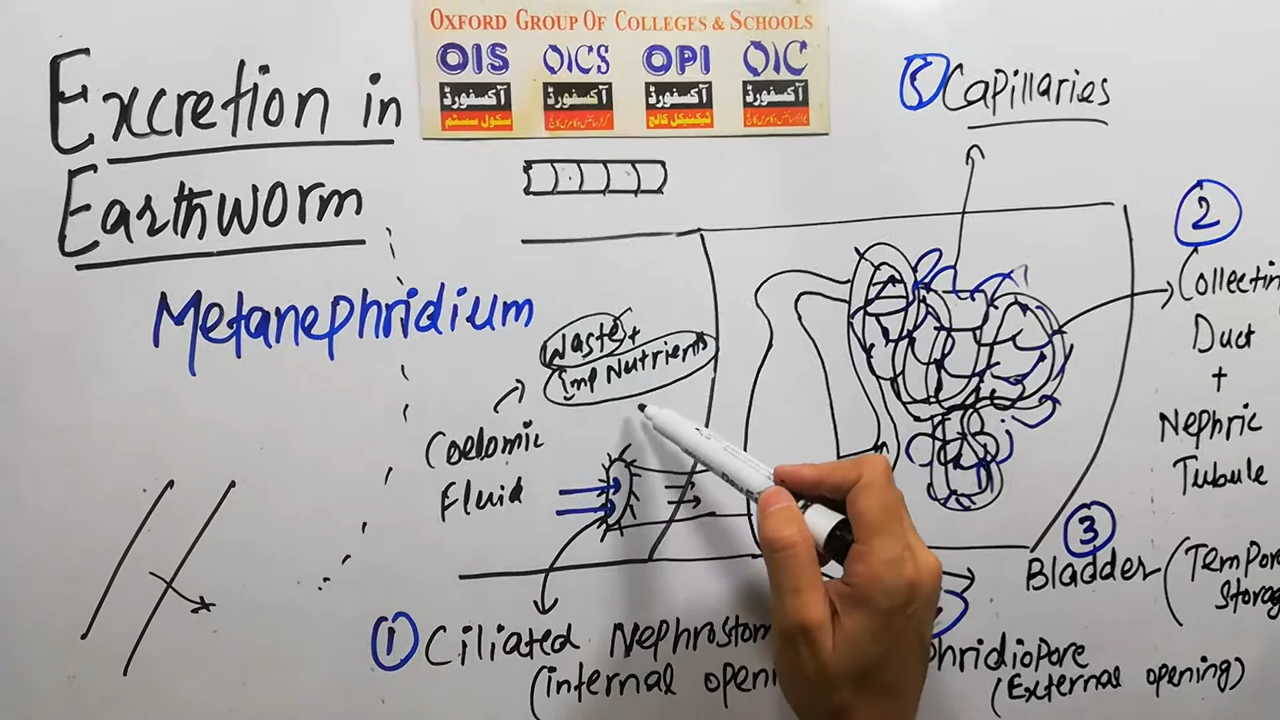 OXFORD GROUP OF COLLEGES & SCHOOLS
OIS OICS OPI OIC
آکسفورڈ آکسفورڈ آکسفورڈ آکسفورڈ
سکول سسٹم ٹیکنیکل کالج
Excretion in
Earthworm
Metanephridium
5 Capillaries
2
Collectin
Duct
+
Nephric
Tubule
Waste +
Imp Nutrients
Coelomic
Fluid
3
Bladder (Tempor
Storag
1 Ciliated Nephrostom
(internal openi
phridiopore
(External opening)